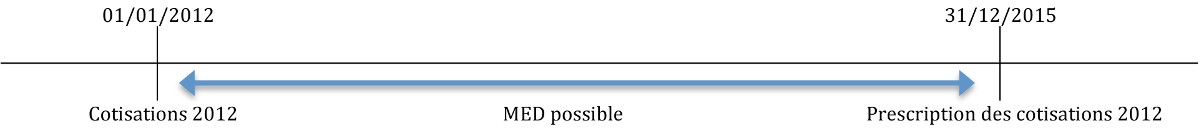 01/01/2012 31/12/2015
Cotisations 2012 MED possible Prescription des cotisations 2012